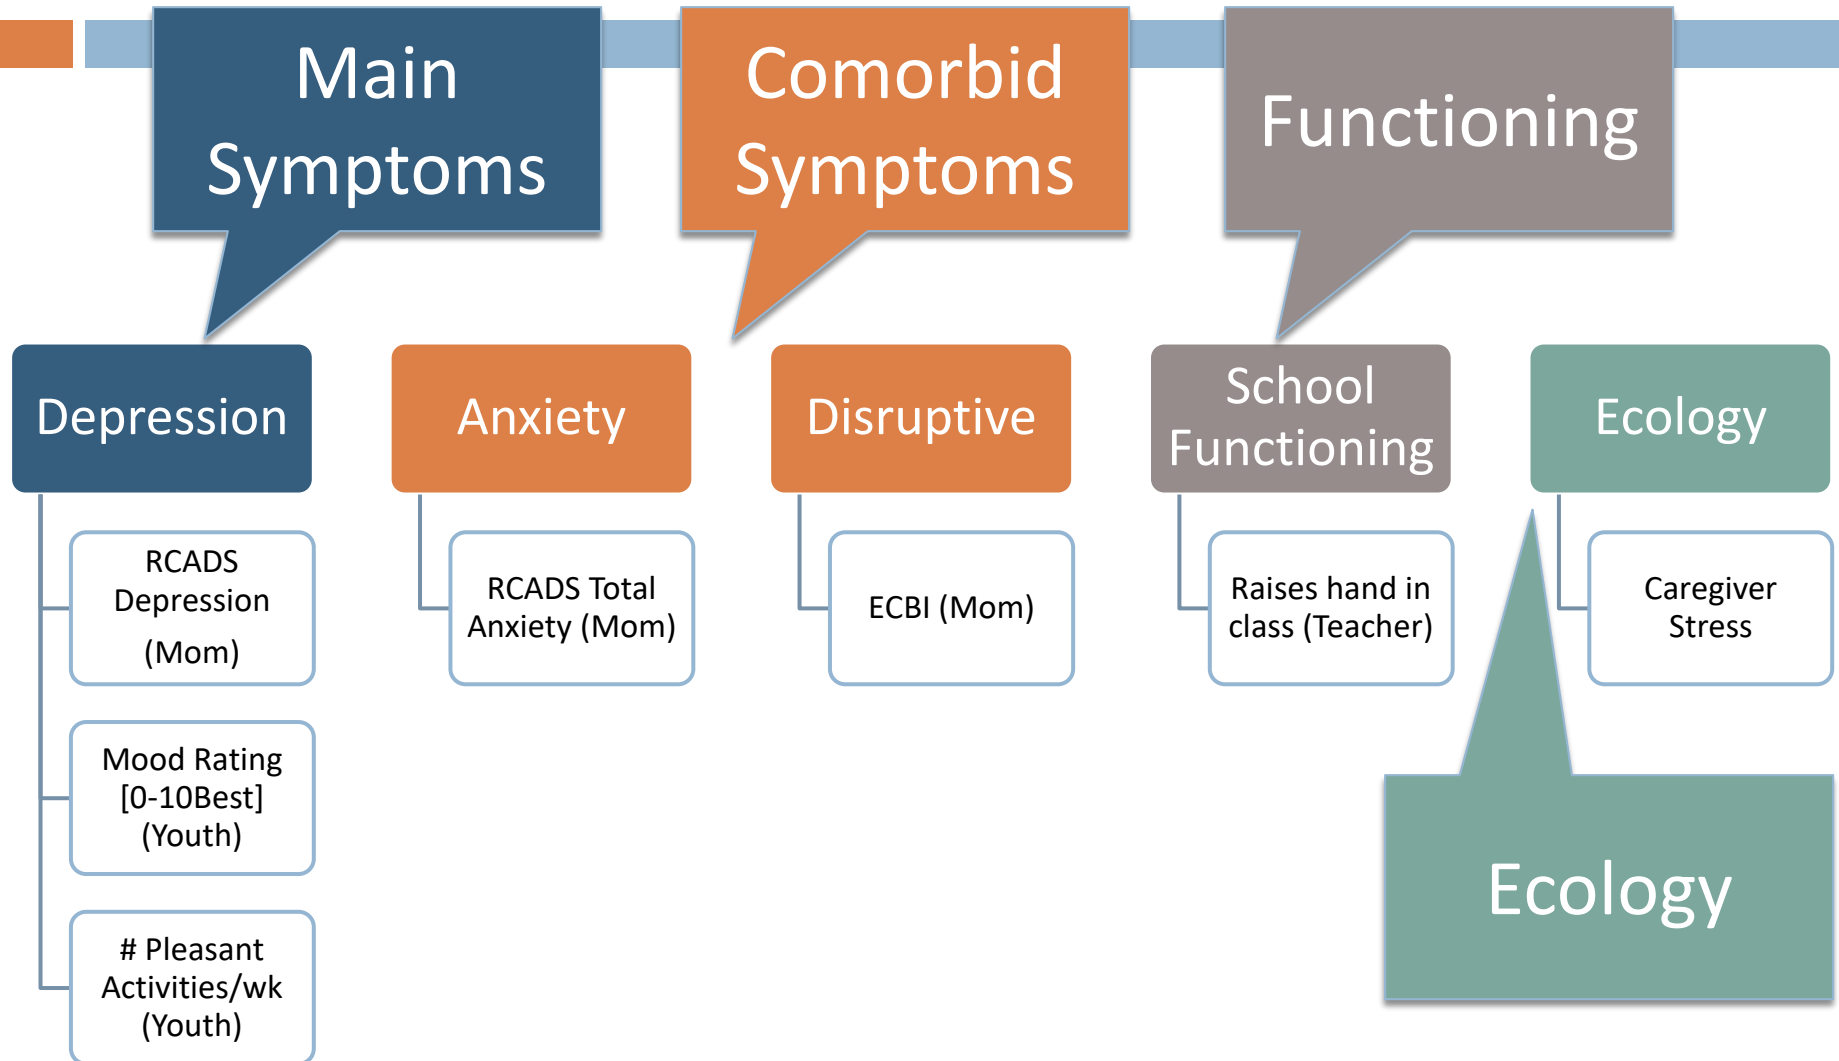 Main
Symptoms
Comorbid
Symptoms
Functioning
Depression
RCADS
Depression
(Mom)
Mood Rating
[0-10Best]
(Youth)
# Pleasant
Activities/wk
(Youth)
Anxiety
RCADS Total
Anxiety (Mom)
Disruptive
ECBI (Mom)
School
Functioning
Raises hand in
class (Teacher)
Ecology
Caregiver
Stress
Ecology